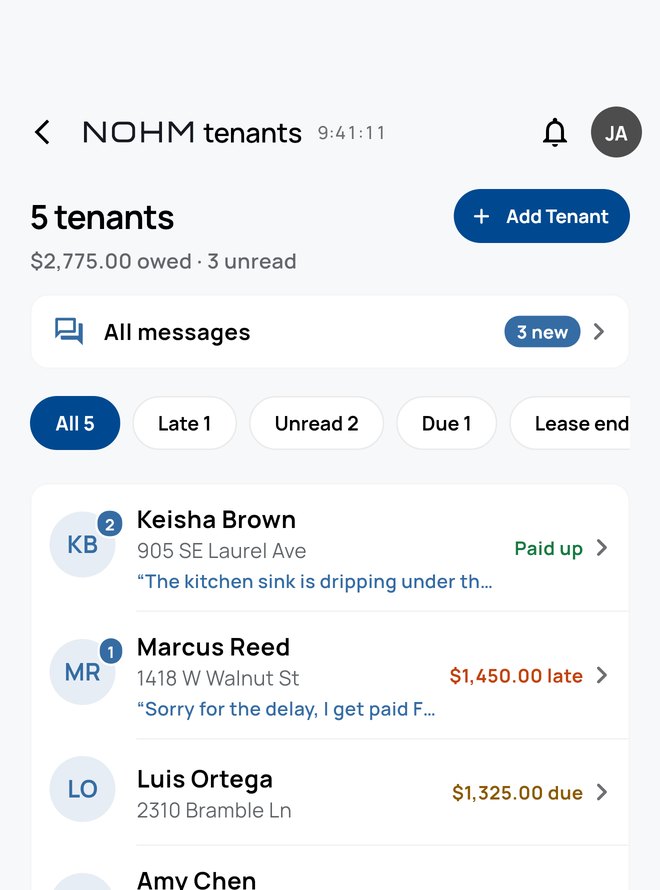 NOHM tenants 9:41:11
JA
5 tenants
+ Add Tenant
$2,775.00 owed · 3 unread
All messages
3 new
All 5
Late 1
Unread 2
Due 1
Lease end
KB
2
Keisha Brown
905 SE Laurel Ave
Paid up
“The kitchen sink is dripping under th…
MR
1
Marcus Reed
1418 W Walnut St
$1,450.00 late
“Sorry for the delay, I get paid F…
LO
Luis Ortega
2310 Bramble Ln
$1,325.00 due
Amy Chen